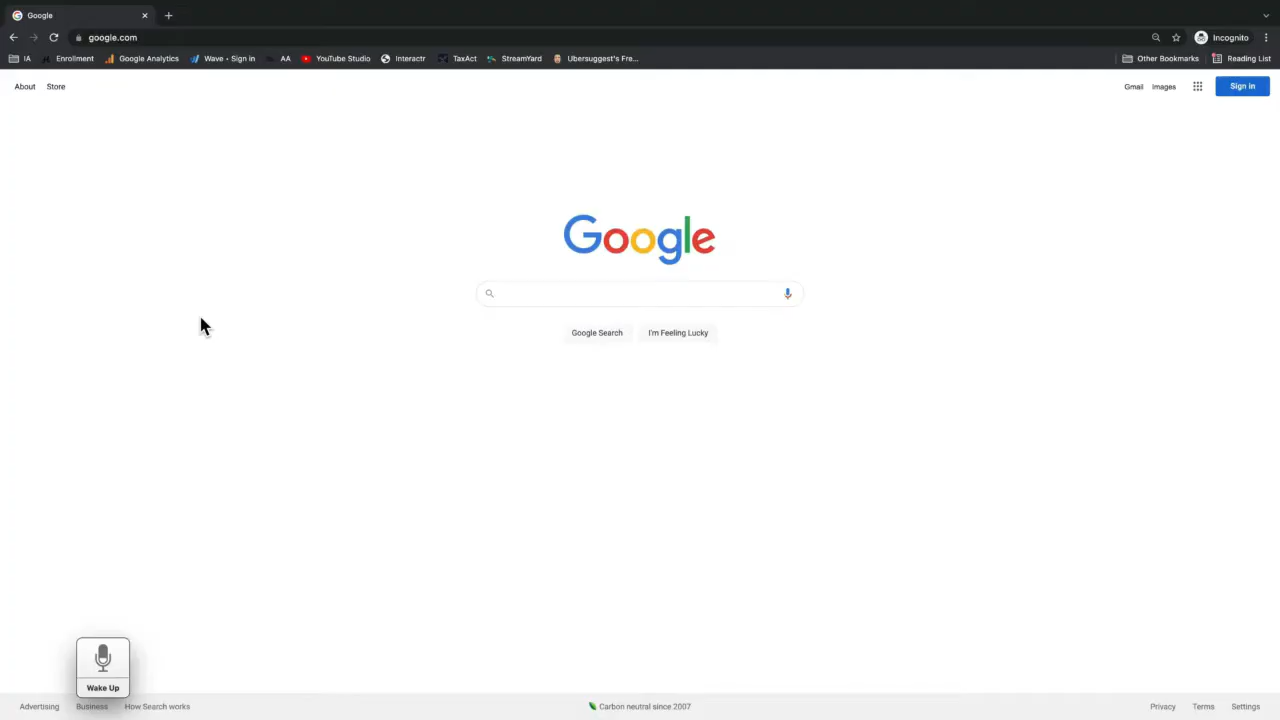 Google
google.com
Incognito
IA Enrollment Google Analytics Wave • Sign in AA YouTube Studio Interactr TaxAct StreamYard Ubersuggest's Fre... Other Bookmarks Reading List
About Store Gmail Images Sign in
Google
Google Search I'm Feeling Lucky
Wake Up
Advertising Business How Search works Carbon neutral since 2007 Privacy Terms Settings